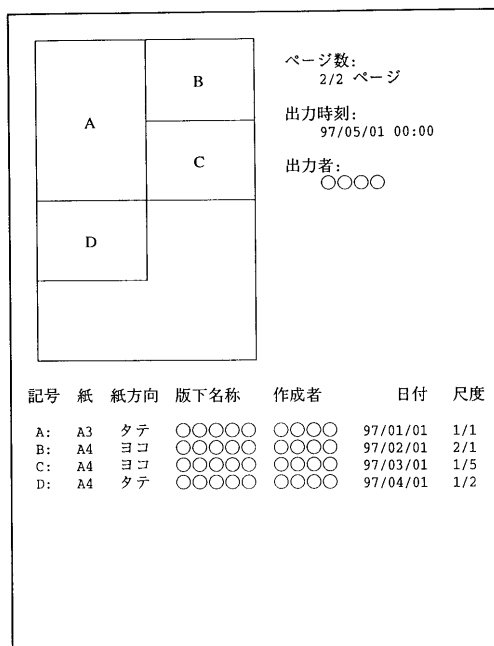 A
B
C
D
ページ数:
2/2 ページ
出力時刻:
97/05/01 00:00
出力者:
○○○○
記号 紙 紙方向 版下名称 作成者 日付 尺度
A: A3 タテ ○○○○○ ○○○○ 97/01/01 1/1
B: A4 ヨコ ○○○○○ ○○○○ 97/02/01 2/1
C: A4 ヨコ ○○○○○ ○○○○ 97/03/01 1/5
D: A4 タテ ○○○○○ ○○○○ 97/04/01 1/2